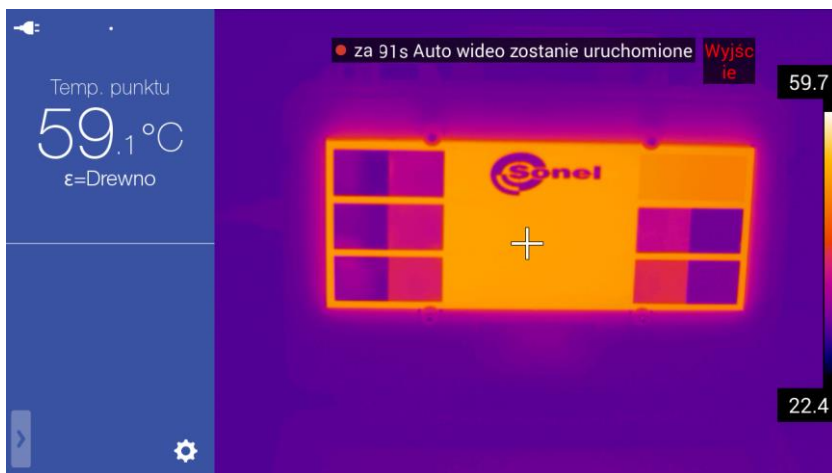 za 91s Auto wideo zostanie uruchomione
Wyjśc
ie
Temp. punktu
59.1°C
ε=Drewno
59.7
Sonel
22.4